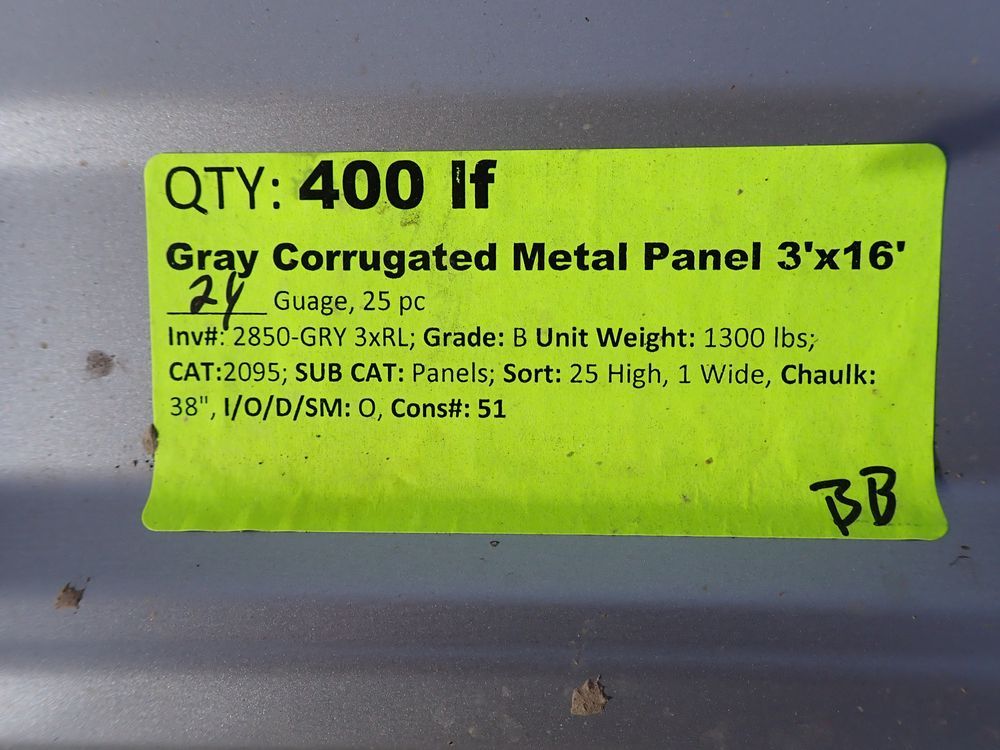 QTY: 400 lf
Gray Corrugated Metal Panel 3'x16'
24 Guage, 25 pc
Inv#: 2850-GRY 3xRL; Grade: B Unit Weight: 1300 lbs;
CAT:2095; SUB CAT: Panels; Sort: 25 High, 1 Wide, Chaulk:
38", I/O/D/SM: O, Cons#: 51
BB